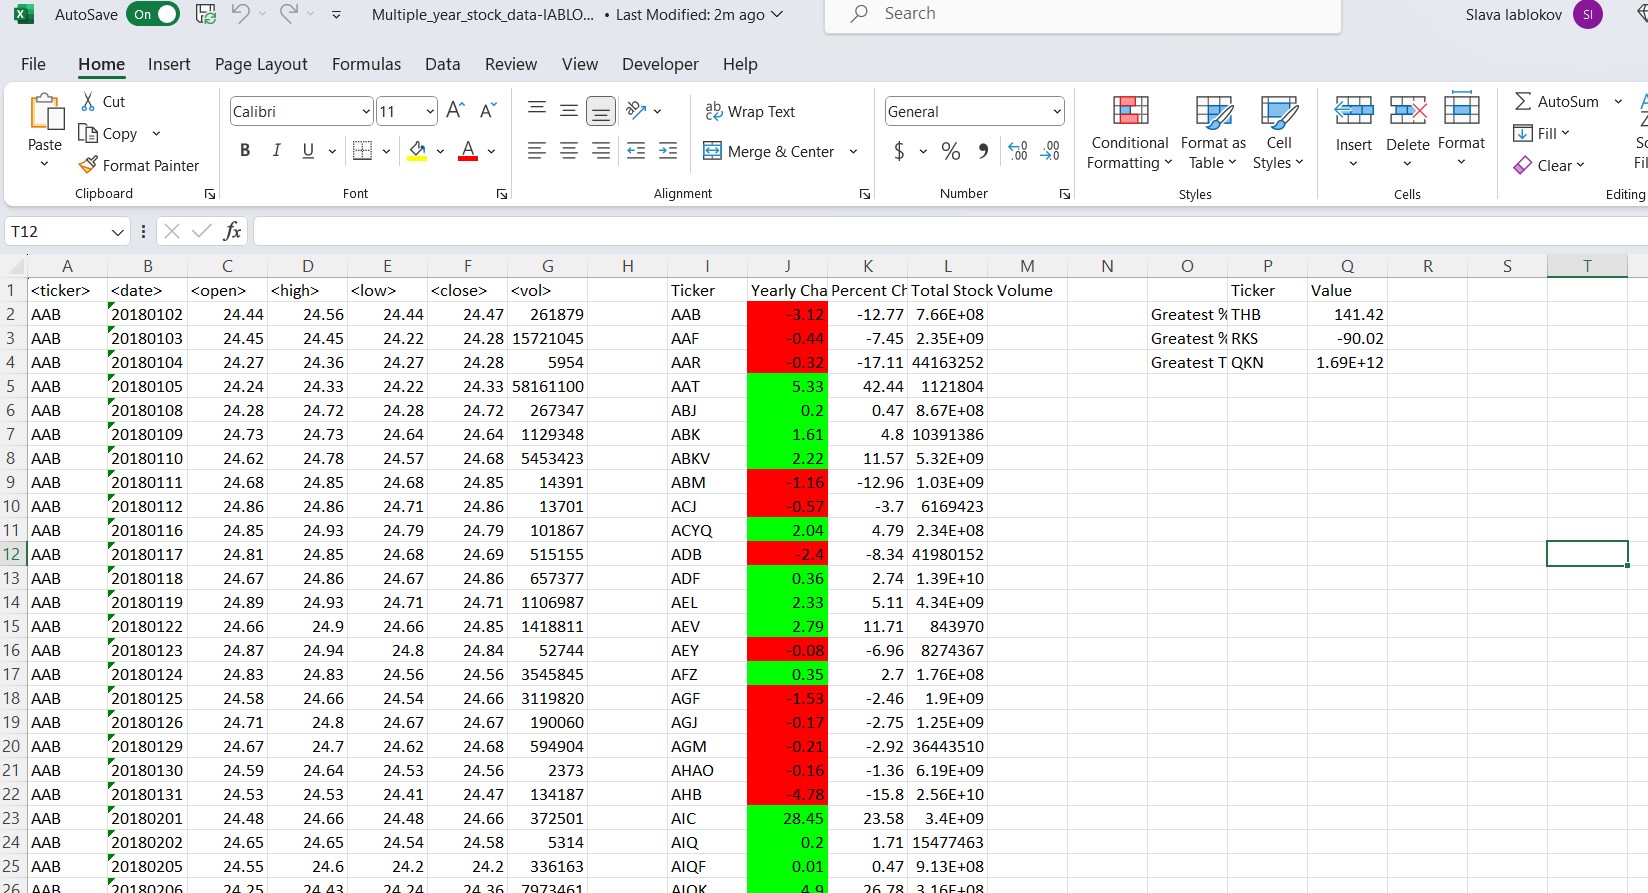 AutoSave On Multiple_year_stock_data-IABLO... • Last Modified: 2m ago Search Slava Iablokov SI
File Home Insert Page Layout Formulas Data Review View Developer Help
Paste Cut Copy Format Painter Clipboard
Calibri 11 B I U A Font
Wrap Text Merge & Center Alignment
General $ % Number
Conditional Formatting Format as Table Cell Styles Styles
Insert Delete Format Cells
AutoSum Fill Clear Editing
T12 fx
A B C D E F G H I J K L M N O P Q R S T
1 <ticker> <date> <open> <high> <low> <close> <vol> Ticker Yearly Cha Percent Ch Total Stock Volume Ticker Value
2 AAB 20180102 24.44 24.56 24.44 24.47 261879 AAB -3.12 -12.77 7.66E+08 Greatest % THB 141.42
3 AAB 20180103 24.45 24.45 24.22 24.28 15721045 AAF -0.44 -7.45 2.35E+09 Greatest % RKS -90.02
4 AAB 20180104 24.27 24.36 24.27 24.28 5954 AAR -0.32 -17.11 44163252 Greatest T QKN 1.69E+12
5 AAB 20180105 24.24 24.33 24.22 24.33 58161100 AAT 5.33 42.44 1121804
6 AAB 20180108 24.28 24.72 24.28 24.72 267347 ABJ 0.2 0.47 8.67E+08
7 AAB 20180109 24.73 24.73 24.64 24.64 1129348 ABK 1.61 4.8 10391386
8 AAB 20180110 24.62 24.78 24.57 24.68 5453423 ABKV 2.22 11.57 5.32E+09
9 AAB 20180111 24.68 24.85 24.68 24.85 14391 ABM -1.16 -12.96 1.03E+09
10 AAB 20180112 24.86 24.86 24.71 24.86 13701 ACJ -0.57 -3.7 6169423
11 AAB 20180116 24.85 24.93 24.79 24.79 101867 ACYQ 2.04 4.79 2.34E+08
12 AAB 20180117 24.81 24.85 24.68 24.69 515155 ADB -2.4 -8.34 41980152
13 AAB 20180118 24.67 24.86 24.67 24.86 657377 ADF 0.36 2.74 1.39E+10
14 AAB 20180119 24.89 24.93 24.71 24.71 1106987 AEL 2.33 5.11 4.34E+09
15 AAB 20180122 24.66 24.9 24.66 24.85 1418811 AEV 2.79 11.71 843970
16 AAB 20180123 24.87 24.94 24.8 24.84 52744 AEY -0.08 -6.96 8274367
17 AAB 20180124 24.83 24.83 24.56 24.56 3545845 AFZ 0.35 2.7 1.76E+08
18 AAB 20180125 24.58 24.66 24.54 24.66 3119820 AGF -1.53 -2.46 1.9E+09
19 AAB 20180126 24.71 24.8 24.67 24.67 190060 AGJ -0.17 -2.75 1.25E+09
20 AAB 20180129 24.67 24.7 24.62 24.68 594904 AGM -0.21 -2.92 36443510
21 AAB 20180130 24.59 24.64 24.53 24.56 2373 AHAO -0.16 -1.36 6.19E+09
22 AAB 20180131 24.53 24.53 24.41 24.47 134187 AHB -4.78 -15.8 2.56E+10
23 AAB 20180201 24.48 24.66 24.48 24.66 372501 AIC 28.45 23.58 3.4E+09
24 AAB 20180202 24.65 24.65 24.54 24.58 5314 AIQ 0.2 1.71 15477463
25 AAB 20180205 24.55 24.6 24.2 24.2 336163 AIQF 0.01 0.47 9.13E+08
26 AAB 20180206 24.25 24.43 24.24 24.36 7973461 AIQK 4.9 26.78 3.16E+08